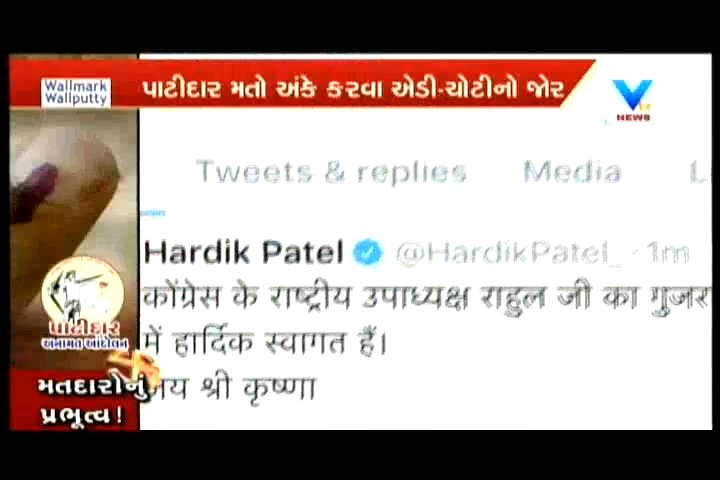 Wallmark
Wallputty
પાટીદાર મતો અંકે કરવા એડી-ચોટીનો જોર
NEWS
Tweets & replies Media L
Hardik Patel @HardikPatel_ · 1m
कोंग्रेस के राष्ट्रीय उपाध्यक्ष राहुल जी का गुजर
में हार्दिक स्वागत हैं।
जय श्री कृष्णा
પાટીદાર
અનામત આંદોલન
મતદારોનું
પ્રભૂત્વ!